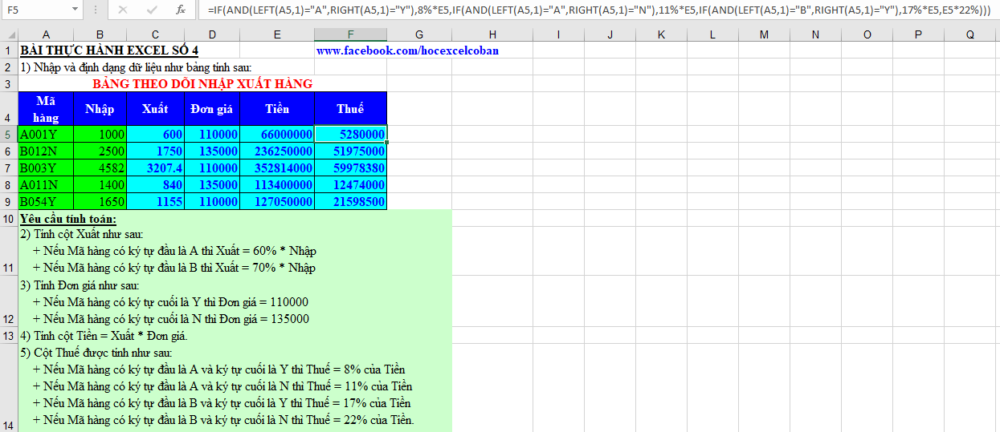 F5 fx =IF(AND(LEFT(A5,1)="A",RIGHT(A5,1)="Y"),8%*E5,IF(AND(LEFT(A5,1)="A",RIGHT(A5,1)="N"),11%*E5,IF(AND(LEFT(A5,1)="B",RIGHT(A5,1)="Y"),17%*E5,E5*22%)))
A B C D E F G H I J K L M N O P Q
1 BÀI THỰC HÀNH EXCEL SỐ 4 www.facebook.com/hocexcelcoban
2 1) Nhập và định dạng dữ liệu như bảng tính sau:
3 BẢNG THEO DÕI NHẬP XUẤT HÀNG
4 Mã hàng Nhập Xuất Đơn giá Tiền Thuế
5 A001Y 1000 600 110000 66000000 5280000
6 B012N 2500 1750 135000 236250000 51975000
7 B003Y 4582 3207.4 110000 352814000 59978380
8 A011N 1400 840 135000 113400000 12474000
9 B054Y 1650 1155 110000 127050000 21598500
10 Yêu cầu tính toán:
2) Tính cột Xuất như sau:
+ Nếu Mã hàng có ký tự đầu là A thì Xuất = 60% * Nhập
11 + Nếu Mã hàng có ký tự đầu là B thì Xuất = 70% * Nhập
3) Tính Đơn giá như sau:
+ Nếu Mã hàng có ký tự cuối là Y thì Đơn giá = 110000
12 + Nếu Mã hàng có ký tự cuối là N thì Đơn giá = 135000
13 4) Tính cột Tiền = Xuất * Đơn giá.
5) Cột Thuế được tính như sau:
+ Nếu Mã hàng có ký tự đầu là A và ký tự cuối là Y thì Thuế = 8% của Tiền
+ Nếu Mã hàng có ký tự đầu là A và ký tự cuối là N thì Thuế = 11% của Tiền
+ Nếu Mã hàng có ký tự đầu là B và ký tự cuối là Y thì Thuế = 17% của Tiền
14 + Nếu Mã hàng có ký tự đầu là B và ký tự cuối là N thì Thuế = 22% của Tiền.